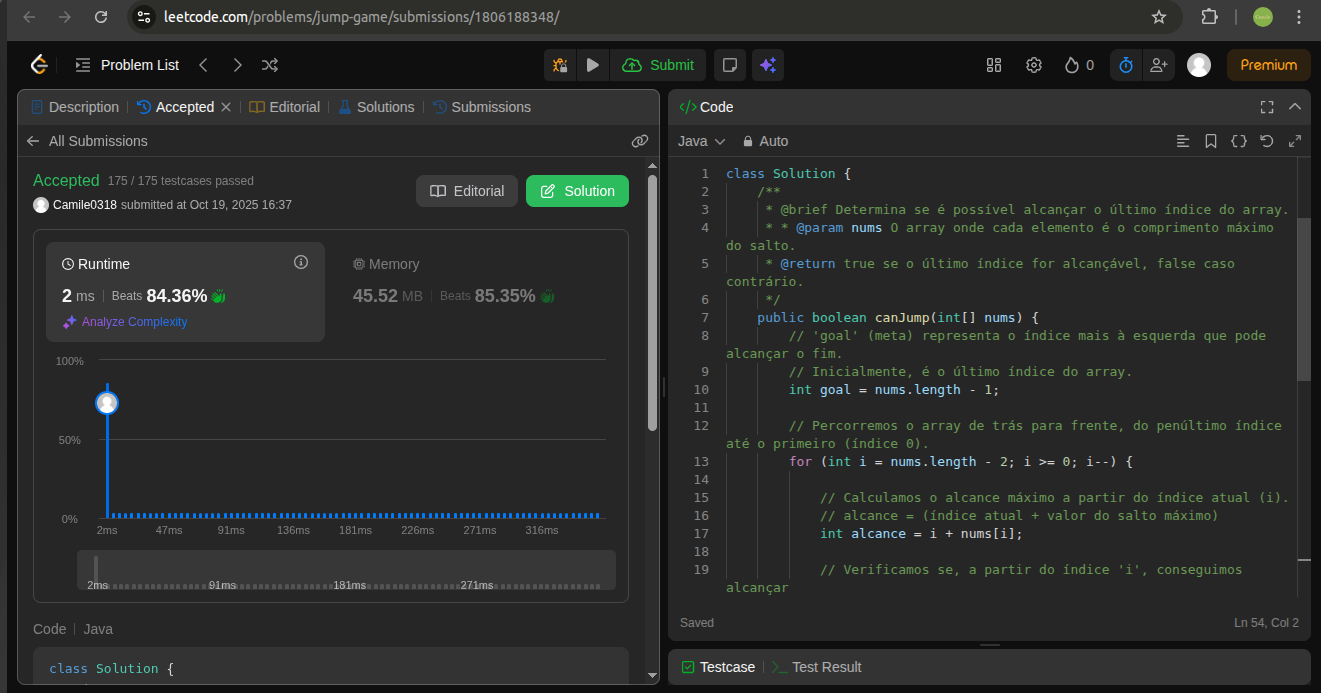 leetcode.com/problems/jump-game/submissions/1806188348/
Problem List
Submit
0
Premium
Description | Accepted | Editorial | Solutions | Submissions
All Submissions
Accepted 175 / 175 testcases passed
Camile0318 submitted at Oct 19, 2025 16:37
Editorial
Solution
Runtime
2 ms | Beats 84.36%
Analyze Complexity
Memory
45.52 MB | Beats 85.35%
100%
50%
0%
2ms 47ms 91ms 136ms 181ms 226ms 271ms 316ms
2ms 91ms 181ms 271ms
Code | Java
class Solution {
</> Code
Java Auto
1 class Solution {
2 /**
3 * @brief Determina se é possível alcançar o último índice do array.
4 * * @param nums O array onde cada elemento é o comprimento máximo
do salto.
5 * @return true se o último índice for alcançável, false caso
contrário.
6 */
7 public boolean canJump(int[] nums) {
8 // 'goal' (meta) representa o índice mais à esquerda que pode
alcançar o fim.
9 // Inicialmente, é o último índice do array.
10 int goal = nums.length - 1;
11
12 // Percorremos o array de trás para frente, do penúltimo índice
até o primeiro (índice 0).
13 for (int i = nums.length - 2; i >= 0; i--) {
14
15 // Calculamos o alcance máximo a partir do índice atual (i).
16 // alcance = (índice atual + valor do salto máximo)
17 int alcance = i + nums[i];
18
19 // Verificamos se, a partir do índice 'i', conseguimos
alcançar
Saved
Ln 54, Col 2
Testcase | >_ Test Result